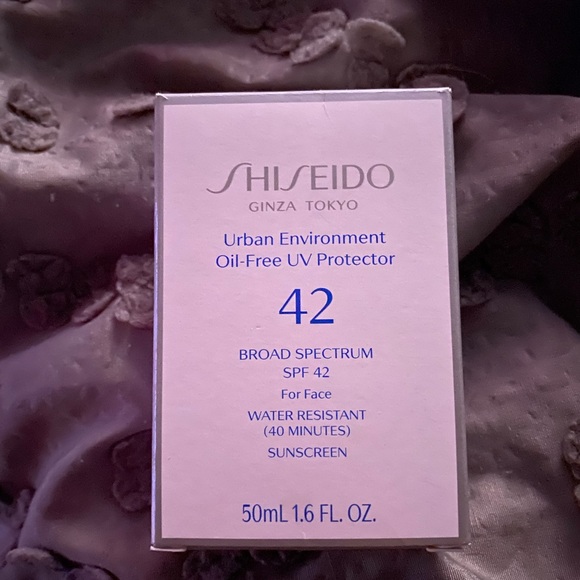 SHISEIDO
GINZA TOKYO
Urban Environment
Oil-Free UV Protector
42
BROAD SPECTRUM
SPF 42
For Face
WATER RESISTANT
(40 MINUTES)
SUNSCREEN
50mL 1.6 FL. OZ.